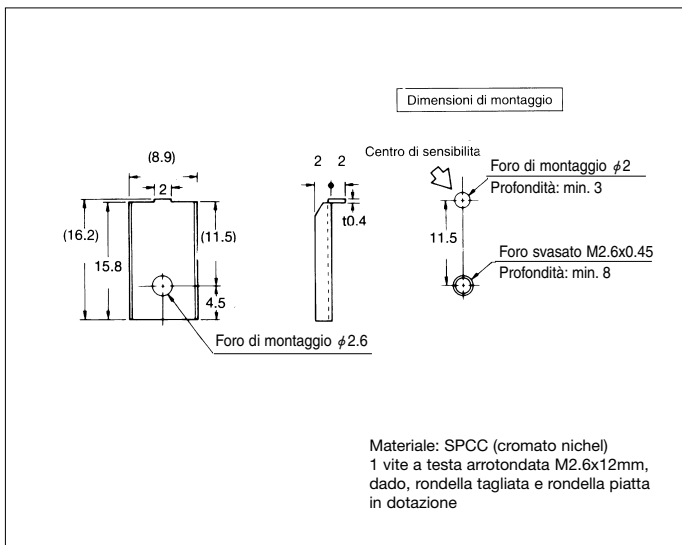 Dimensioni di montaggio
(8.9)
2
2 2
Centro di sensibilita
Foro di montaggio φ2
Profondità: min. 3
t0.4
(16.2)
15.8
(11.5)
4.5
11.5
Foro svasato M2.6x0.45
Profondità: min. 8
Foro di montaggio φ2.6
Materiale: SPCC (cromato nichel)
1 vite a testa arrotondata M2.6x12mm,
dado, rondella tagliata e rondella piatta
in dotazione